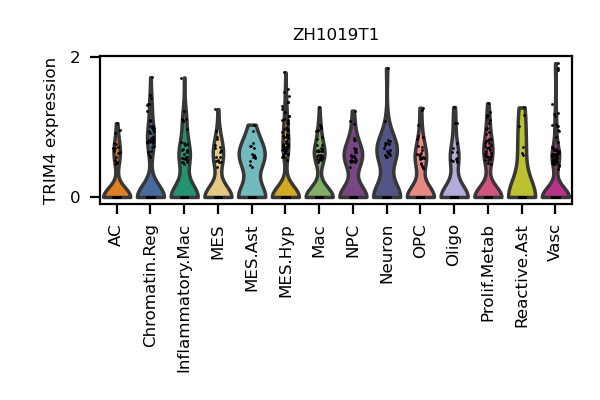 ZH1019T1
TRIM4 expression
2
0
AC
Chromatin.Reg
Inflammatory.Mac
MES
MES.Ast
MES.Hyp
Mac
NPC
Neuron
OPC
Oligo
Prolif.Metab
Reactive.Ast
Vasc